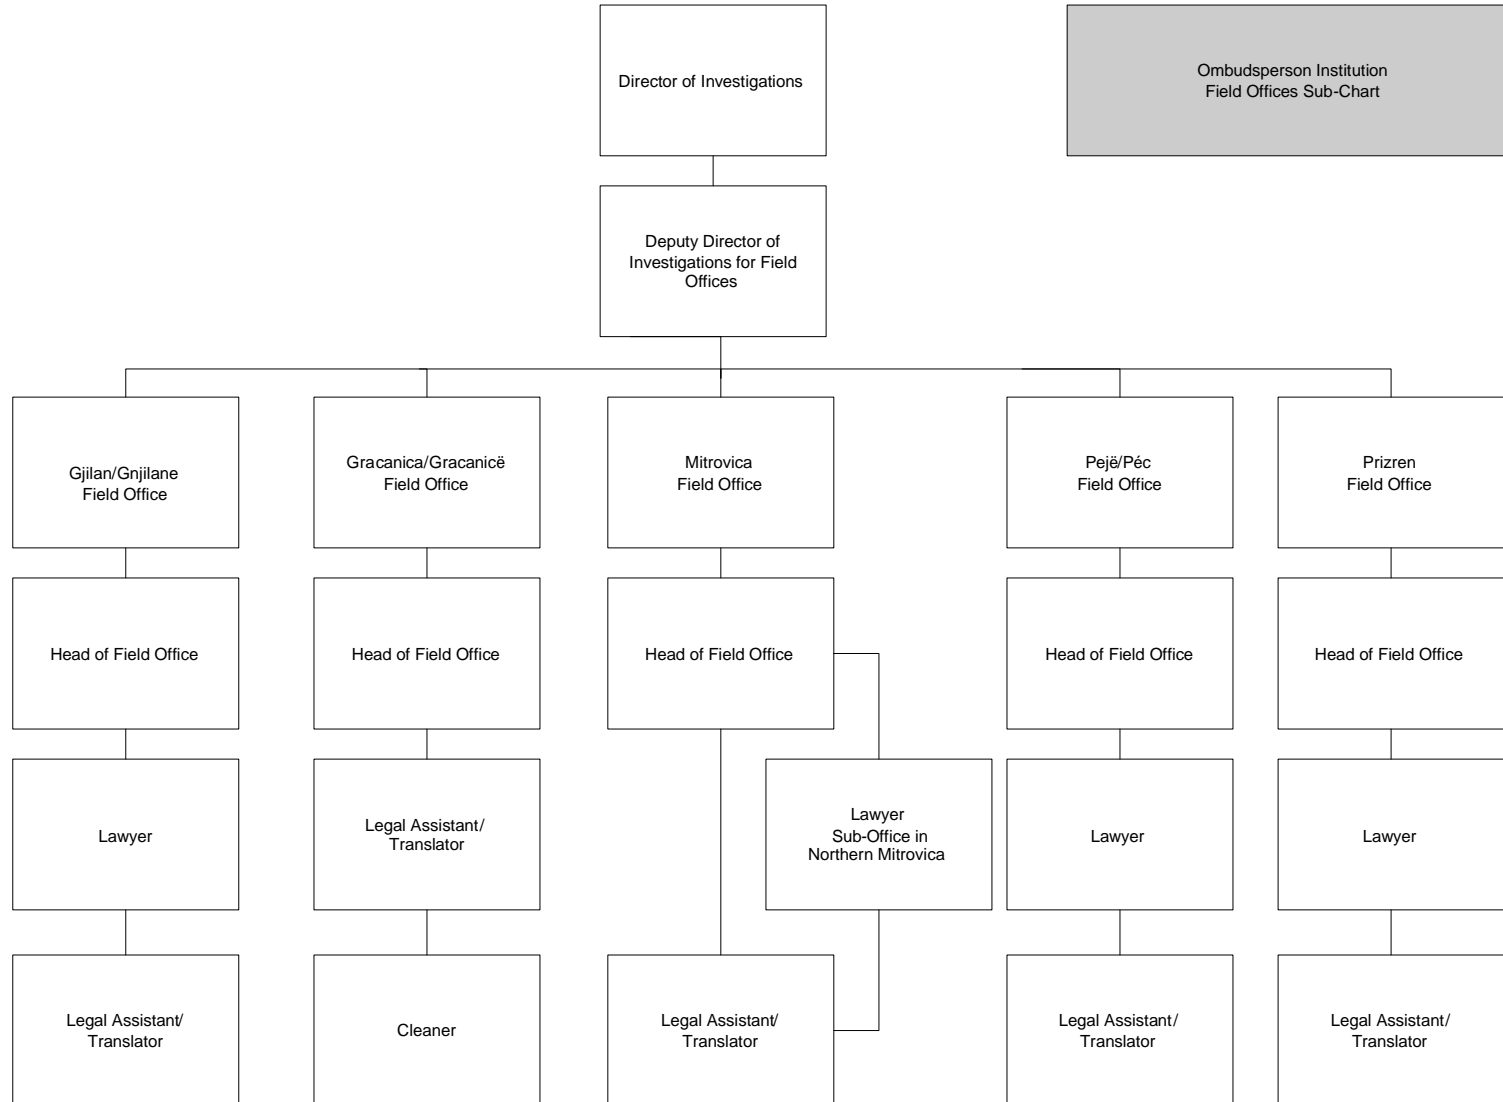 Director of Investigations
Ombudsperson Institution
Field Offices Sub-Chart
Deputy Director of
Investigations for Field
Offices
Gjilan/Gnjilane
Field Office
Gracanica/Gracanicë
Field Office
Mitrovica
Field Office
Pejë/Péc
Field Office
Prizren
Field Office
Head of Field Office
Head of Field Office
Head of Field Office
Head of Field Office
Head of Field Office
Lawyer
Legal Assistant/
Translator
Lawyer
Sub-Office in
Northern Mitrovica
Lawyer
Lawyer
Legal Assistant/
Translator
Cleaner
Legal Assistant/
Translator
Legal Assistant/
Translator
Legal Assistant/
Translator